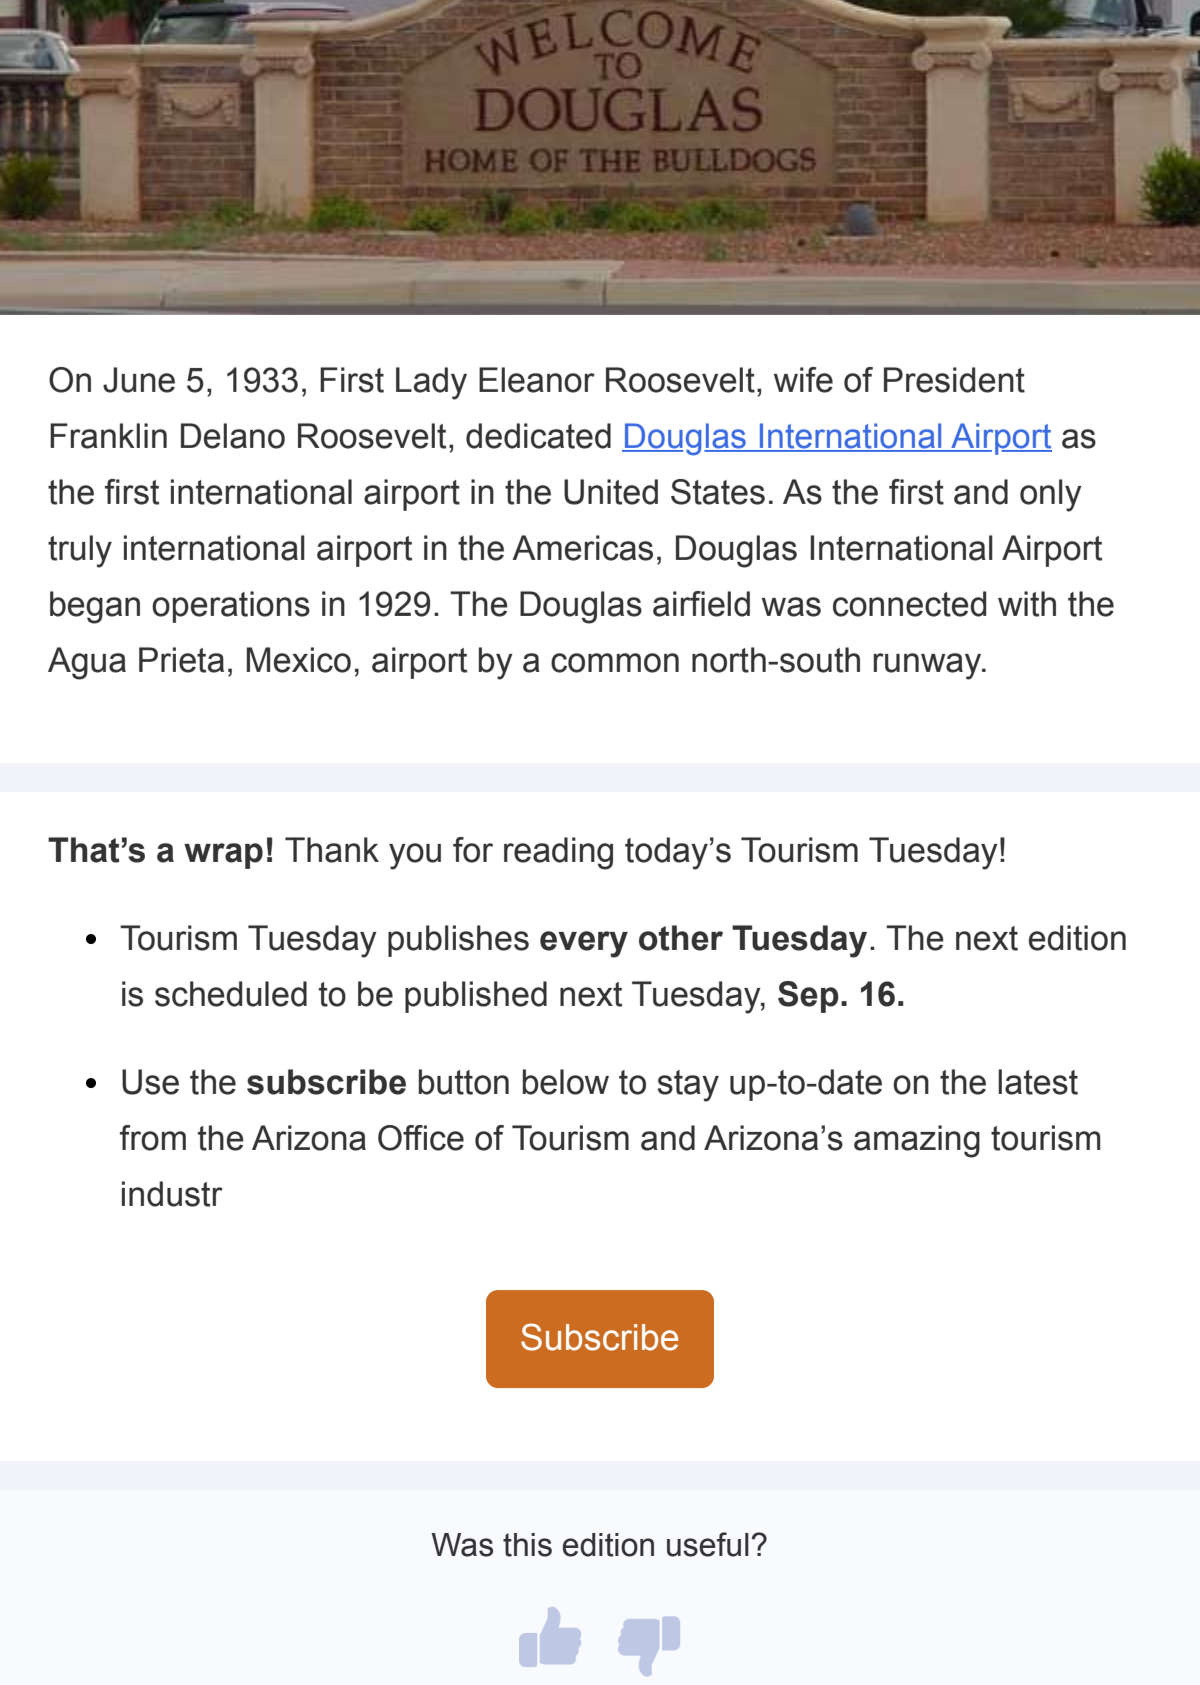 WELCOME
TO
DOUGLAS
HOME OF THE BULLDOGS
On June 5, 1933, First Lady Eleanor Roosevelt, wife of President
Franklin Delano Roosevelt, dedicated Douglas International Airport as
the first international airport in the United States. As the first and only
truly international airport in the Americas, Douglas International Airport
began operations in 1929. The Douglas airfield was connected with the
Agua Prieta, Mexico, airport by a common north-south runway.
That’s a wrap! Thank you for reading today’s Tourism Tuesday!
• Tourism Tuesday publishes every other Tuesday. The next edition
is scheduled to be published next Tuesday, Sep. 16.
• Use the subscribe button below to stay up-to-date on the latest
from the Arizona Office of Tourism and Arizona’s amazing tourism
industr
Subscribe
Was this edition useful?